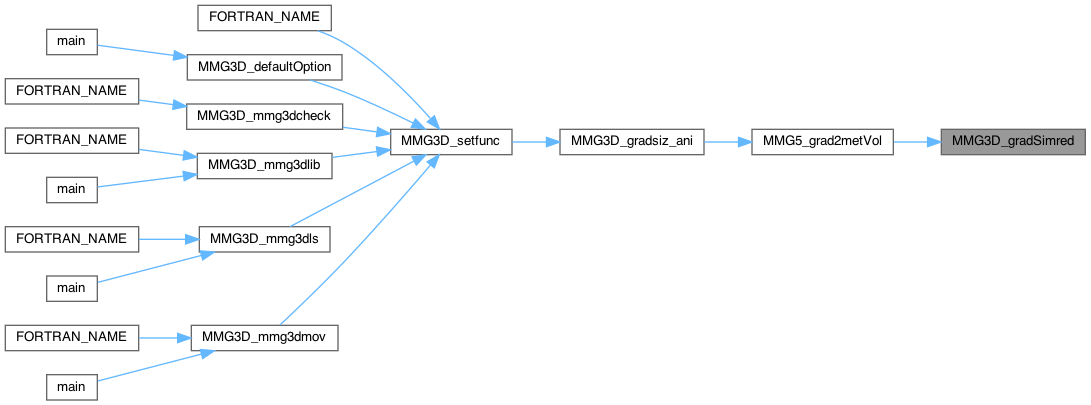 FORTRAN_NAME
main
MMG3D_defaultOption
FORTRAN_NAME
MMG3D_mmg3dcheck
MMG3D_setfunc
MMG3D_gradsiz_ani
MMG5_grad2metVol
MMG3D_gradSimred
FORTRAN_NAME
MMG3D_mmg3dlib
main
FORTRAN_NAME
MMG3D_mmg3dls
main
FORTRAN_NAME
MMG3D_mmg3dmov
main